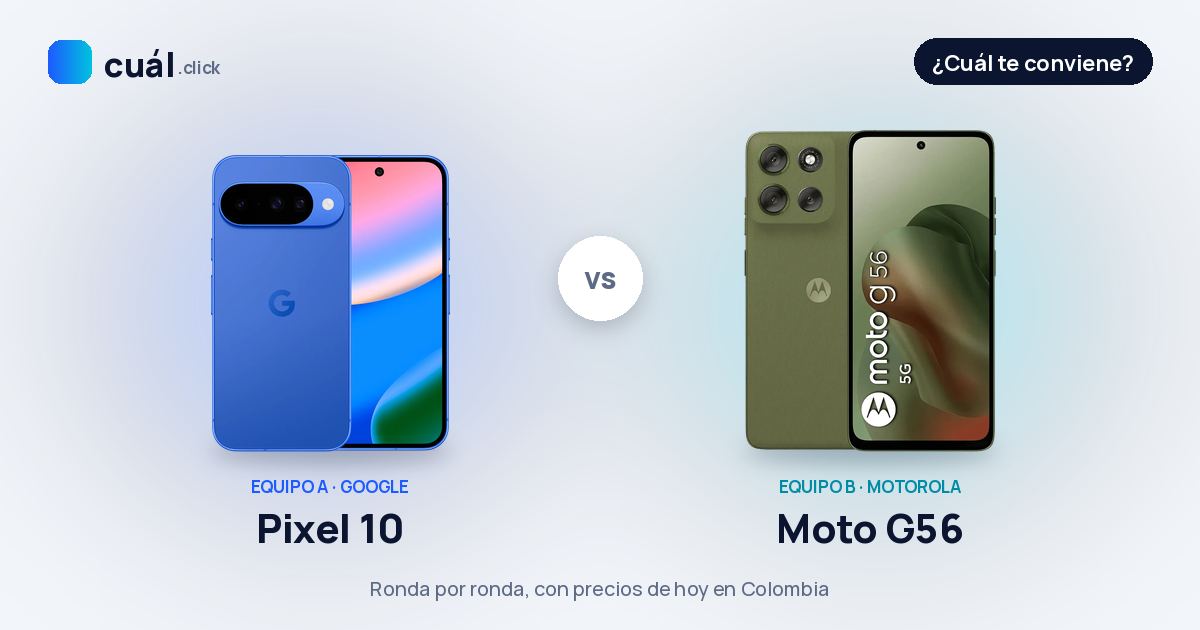 cuál.click
¿Cuál te conviene?
VS
moto g56
5G
EQUIPO A · GOOGLE
EQUIPO B · MOTOROLA
Pixel 10
Moto G56
Ronda por ronda, con precios de hoy en Colombia